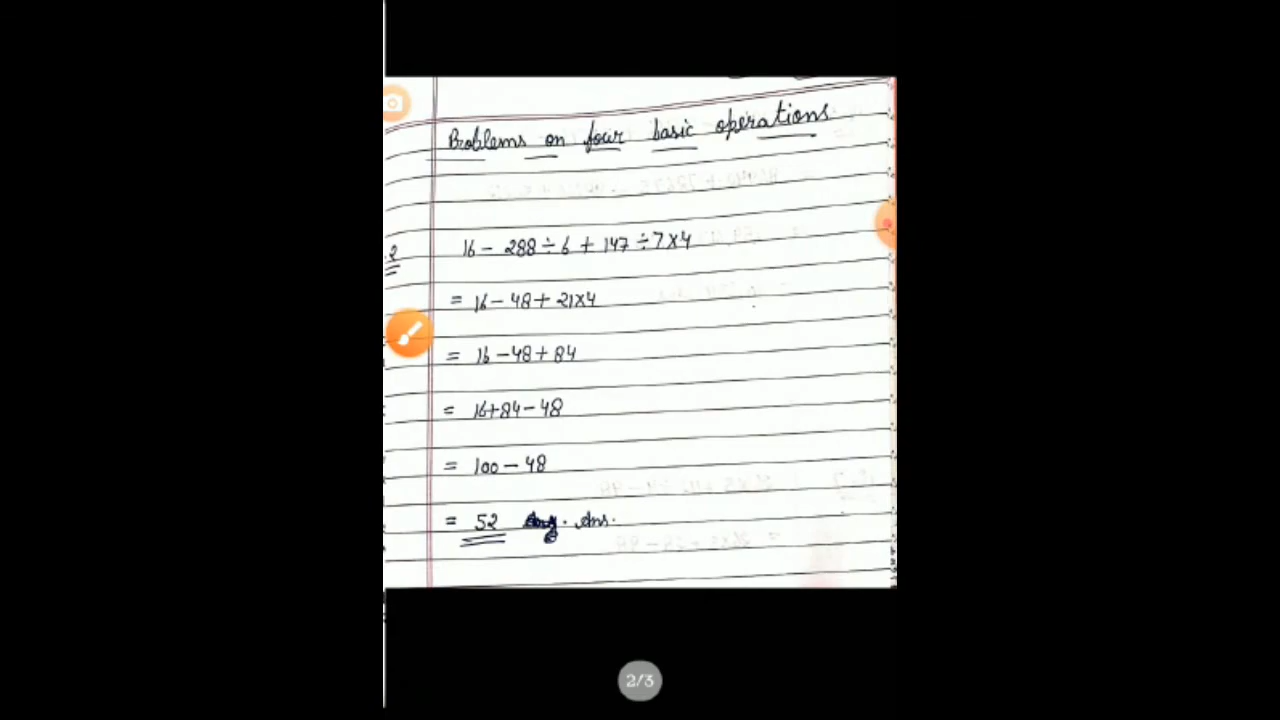 Problems on four basic operations
.2
16 - 288 ÷ 6 + 147 ÷ 7 × 4
= 16 - 48 + 21 × 4
= 16 - 48 + 84
= 16 + 84 - 48
= 100 - 48
= 52 Ans.
2/3